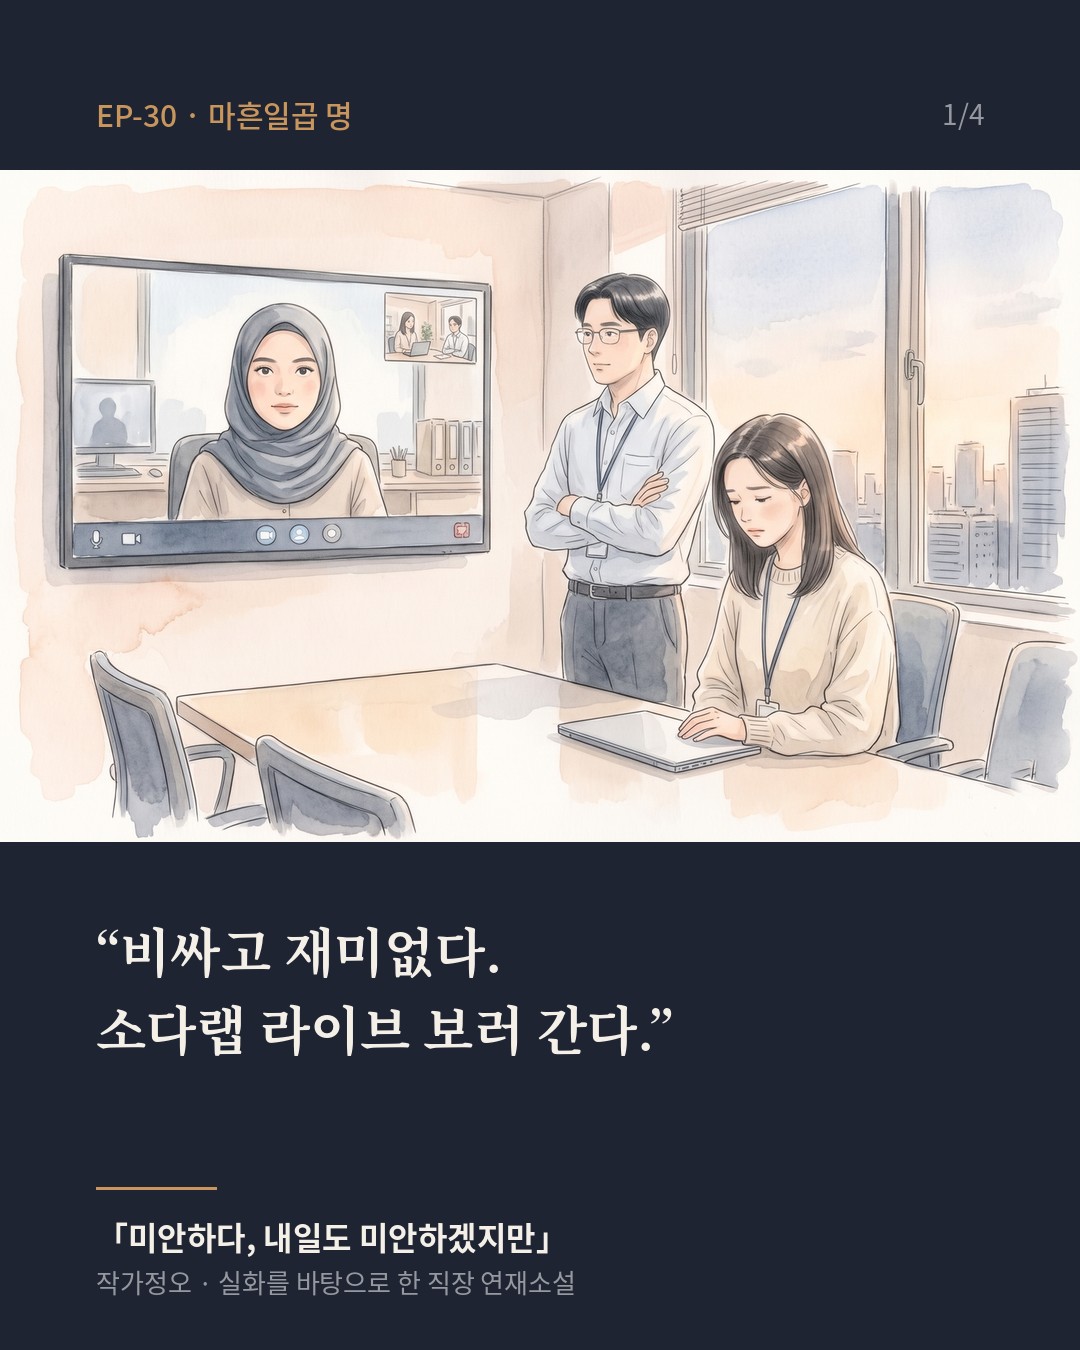 EP-30 · 마흔일곱 명
1/4
“비싸고 재미없다.
소다랩 라이브 보러 간다.”
「미안하다, 내일도 미안하겠지만」
작가정오 · 실화를 바탕으로 한 직장 연재소설